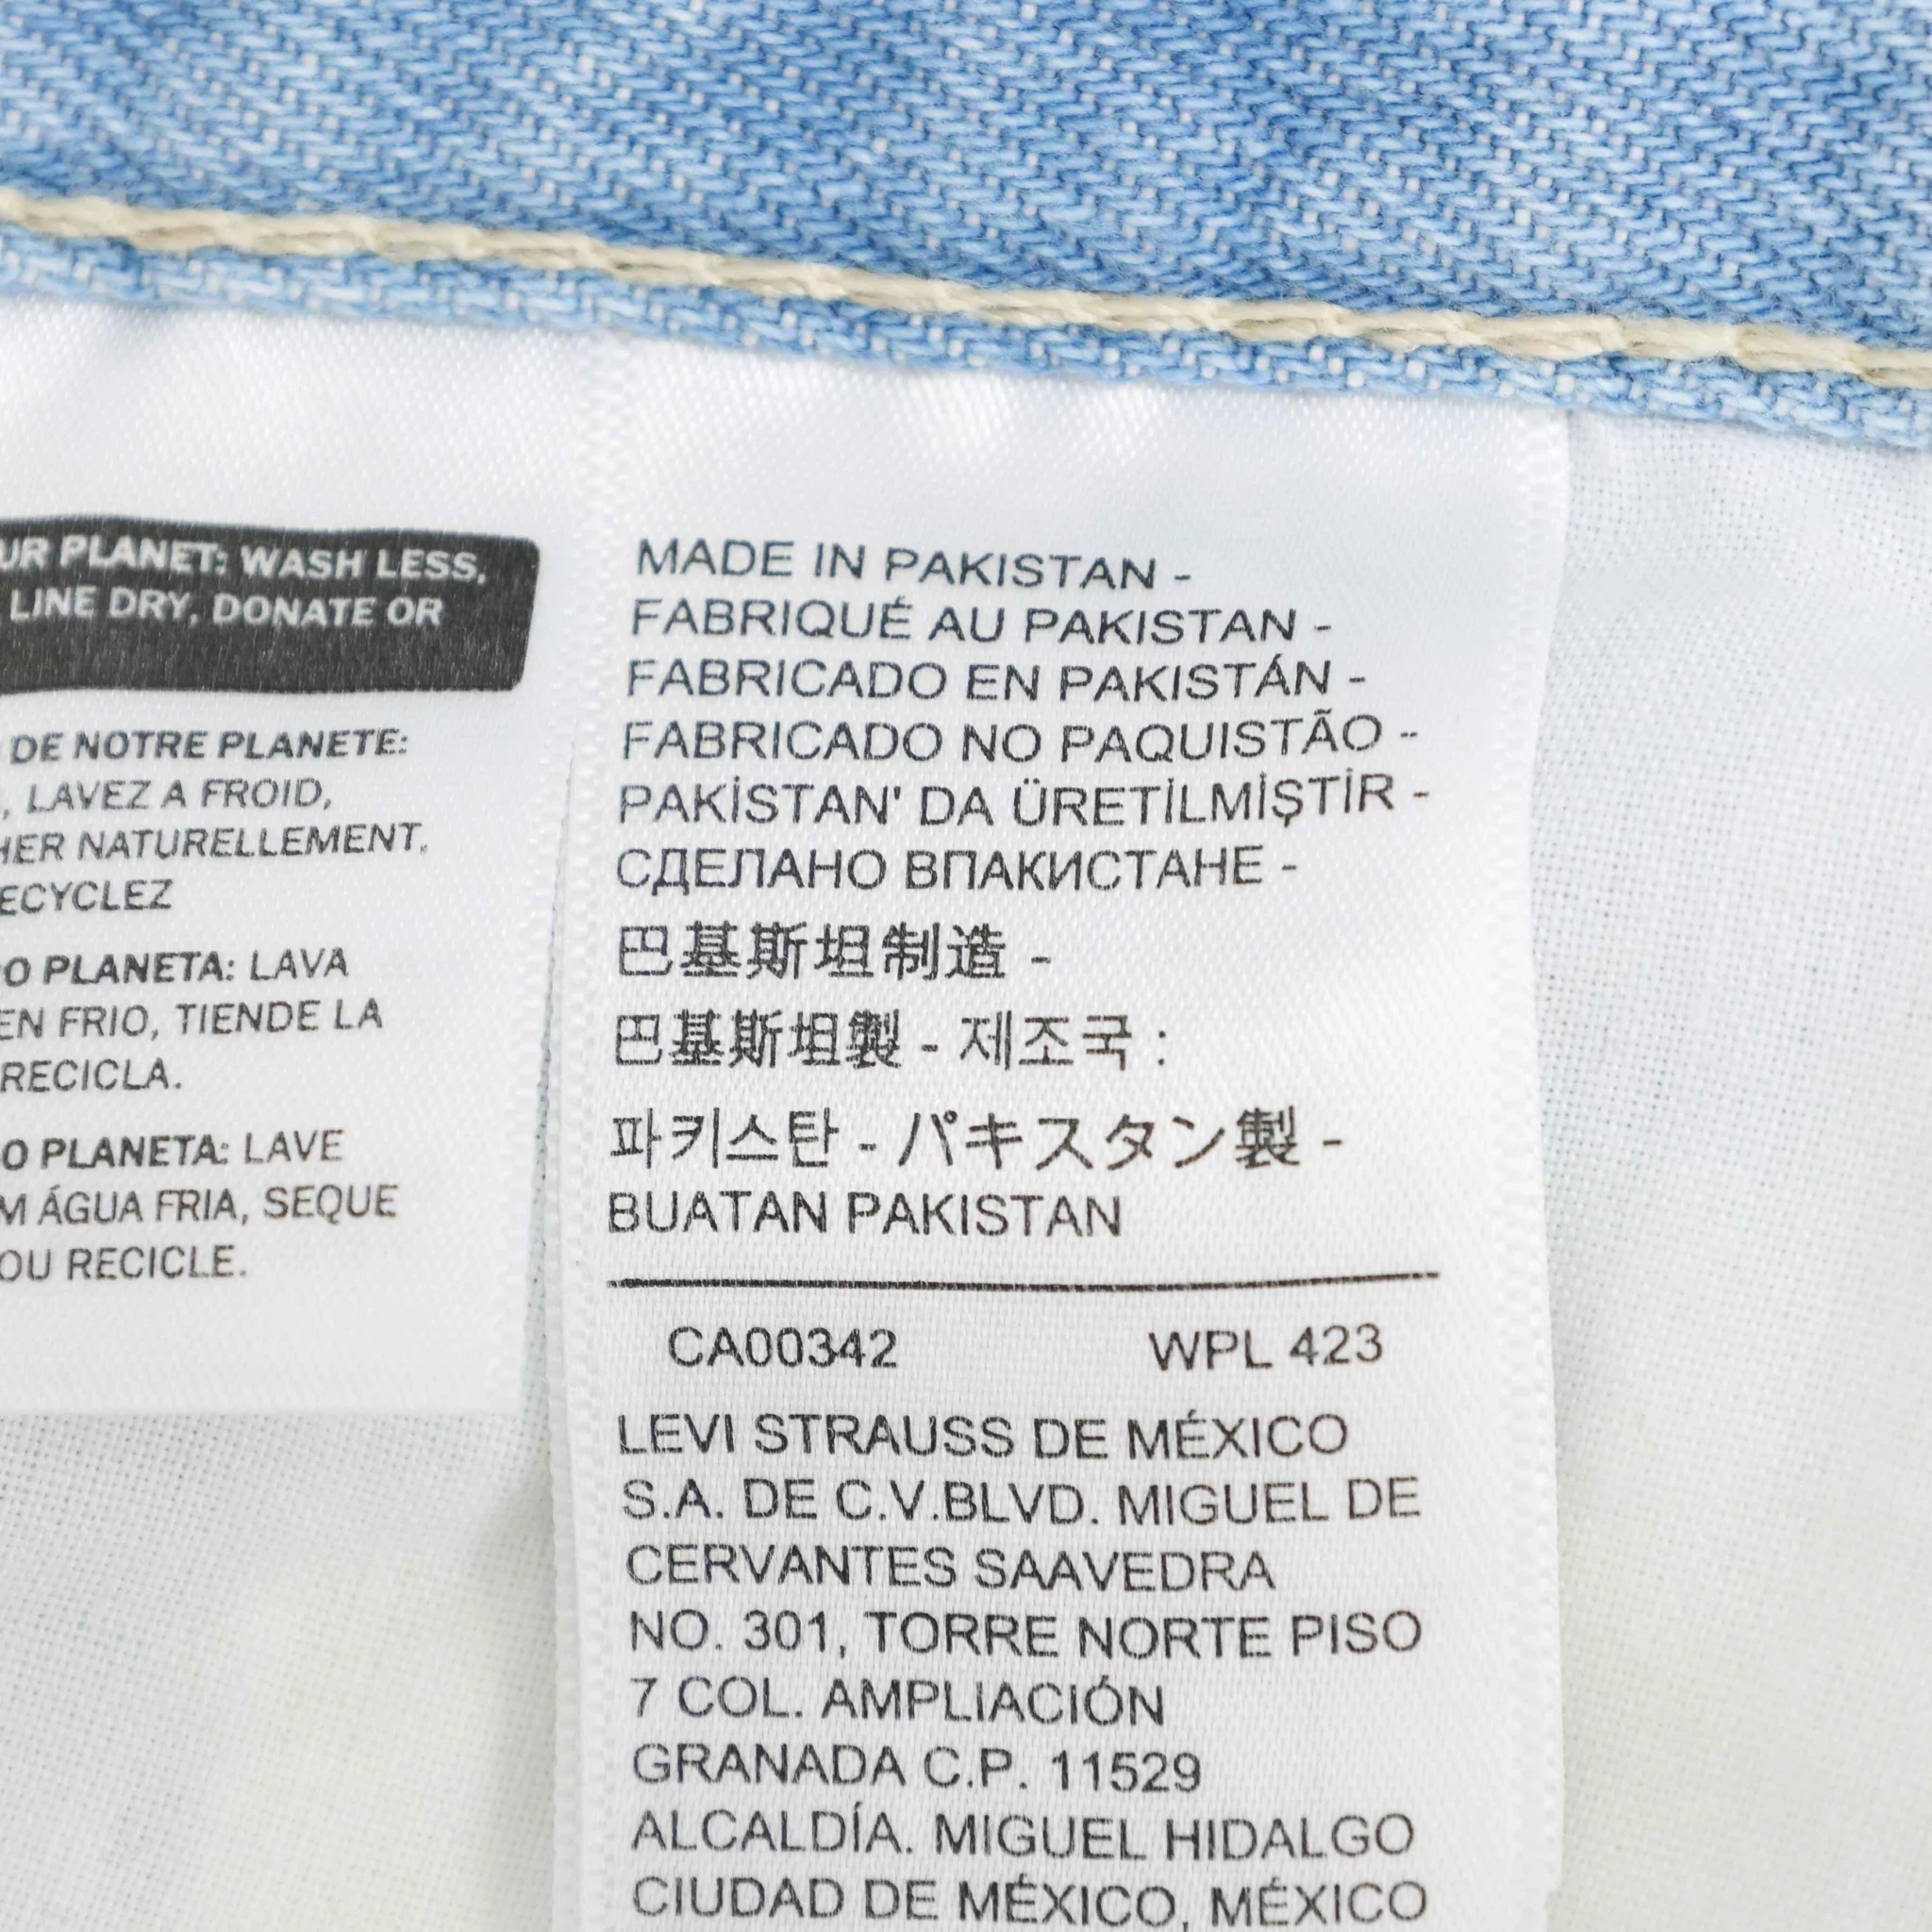 UR PLANET: WASH LESS,
LINE DRY, DONATE OR
DE NOTRE PLANETE:
, LAVEZ A FROID,
HER NATURELLEMENT,
ECYCLEZ
O PLANETA: LAVA
EN FRIO, TIENDE LA
RECICLA.
O PLANETA: LAVE
M ÁGUA FRIA, SEQUE
OU RECICLE.
MADE IN PAKISTAN -
FABRIQUÉ AU PAKISTAN -
FABRICADO EN PAKISTÁN -
FABRICADO NO PAQUISTÃO -
PAKİSTAN' DA ÜRETİLMİŞTİR -
СДЕЛАНО ВПАКИСТАНЕ -
巴基斯坦制造 -
巴基斯坦製 - 제조국 :
파키스탄 - パキスタン製 -
BUATAN PAKISTAN
CA00342 WPL 423
LEVI STRAUSS DE MÉXICO
S.A. DE C.V.BLVD. MIGUEL DE
CERVANTES SAAVEDRA
NO. 301, TORRE NORTE PISO
7 COL. AMPLIACIÓN
GRANADA C.P. 11529
ALCALDÍA. MIGUEL HIDALGO
CIUDAD DE MÉXICO, MÉXICO